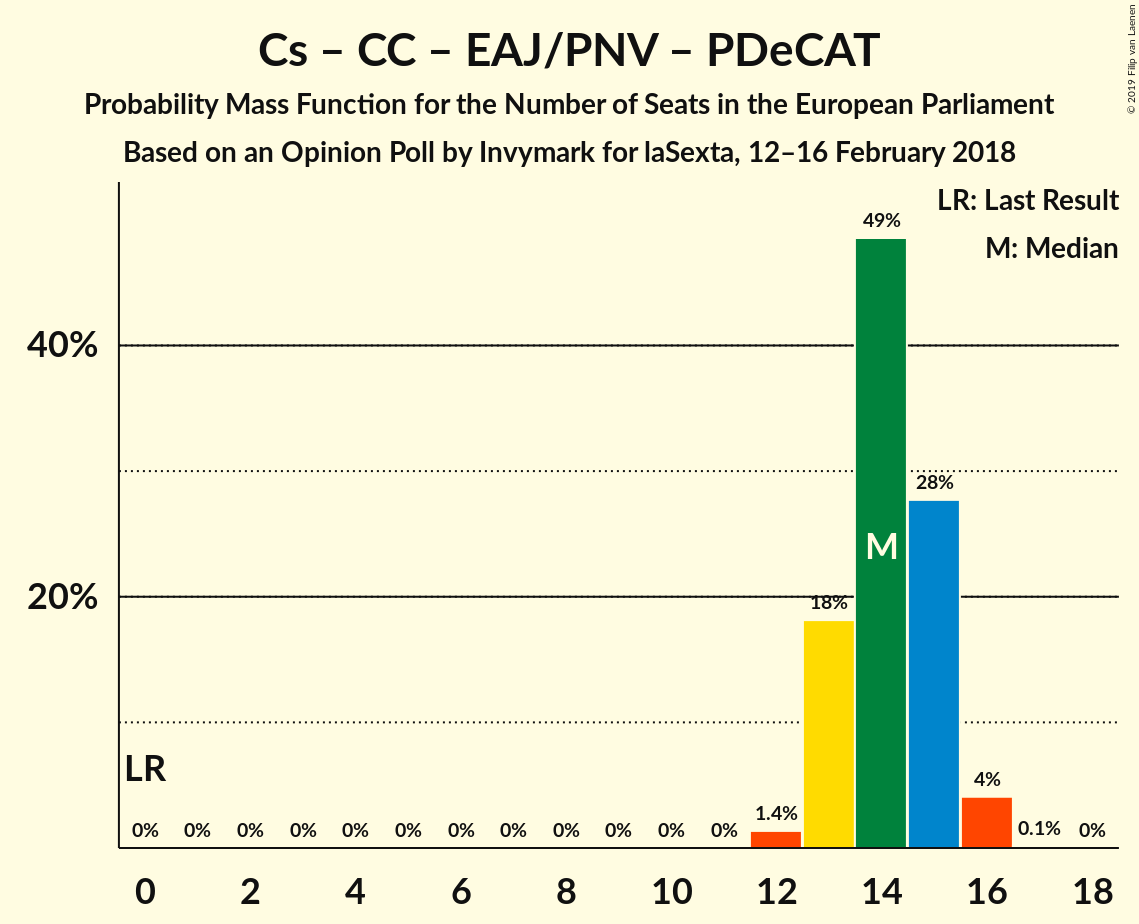 Cs – CC – EAJ/PNV – PDeCAT
Probability Mass Function for the Number of Seats in the European Parliament
Based on an Opinion Poll by Invymark for laSexta, 12–16 February 2018
© 2019 Filip van Laenen
LR: Last Result
M: Median
49%
40%
28%
M
20%
18%
LR
4%
1.4%
0% 0% 0% 0% 0% 0% 0% 0% 0% 0% 0% 0% 0.1% 0%
0 2 4 6 8 10 12 14 16 18